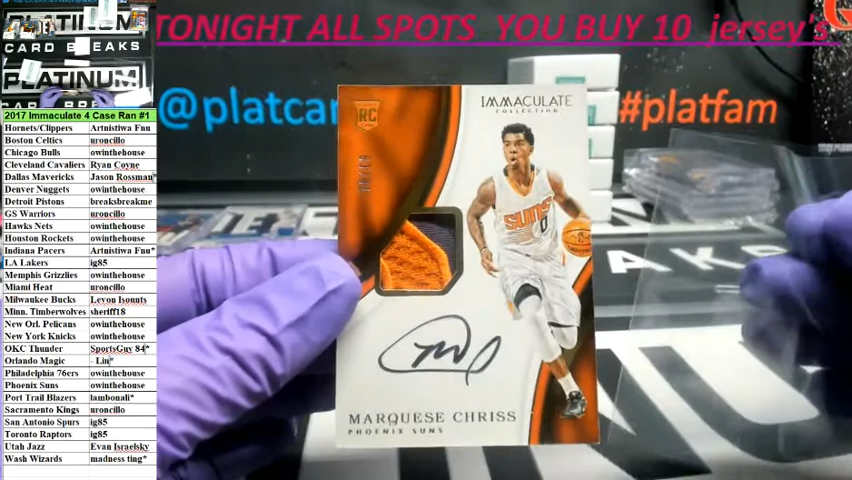 TONIGHT ALL SPOTS YOU BUY 10 jersey's
PLATINUM
CARD BREAKS
PLATINUM
@platcar
#platfam
2017 Immaculate 4 Case Ran #1
Hornets/Clippers Artnistiwa Fnu
Boston Celtics uroncillo
Chicago Bulls owinthehouse
Cleveland Cavaliers Ryan Coyne
Dallas Mavericks Jason Rossman*
Denver Nuggets owinthehouse
Detroit Pistons breaksbreakme
GS Warriors uroncillo
Hawks Nets owinthehouse
Houston Rockets owinthehouse
Indiana Pacers Artnistiwa Fnu*
LA Lakers ig85
Memphis Grizzlies owinthehouse
Miami Heat uroncillo
Milwaukee Bucks Levon Isounts
Minn. Timberwolves sheriff18
New Orl. Pelicans owinthehouse
New York Knicks owinthehouse
OKC Thunder SportsGuy 84*
Orlando Magic - Lin*
Philadelphia 76ers owinthehouse
Phoenix Suns owinthehouse
Port Trail Blazers lambonali*
Sacramento Kings uroncillo
San Antonio Spurs ig85
Toronto Raptors ig85
Utah Jazz Evan Israelsky
Wash Wizards madness ting*
RC
IMMACULATE
COLLECTION
SUNS
0
MARQUESE CHRISS
PHOENIX SUNS